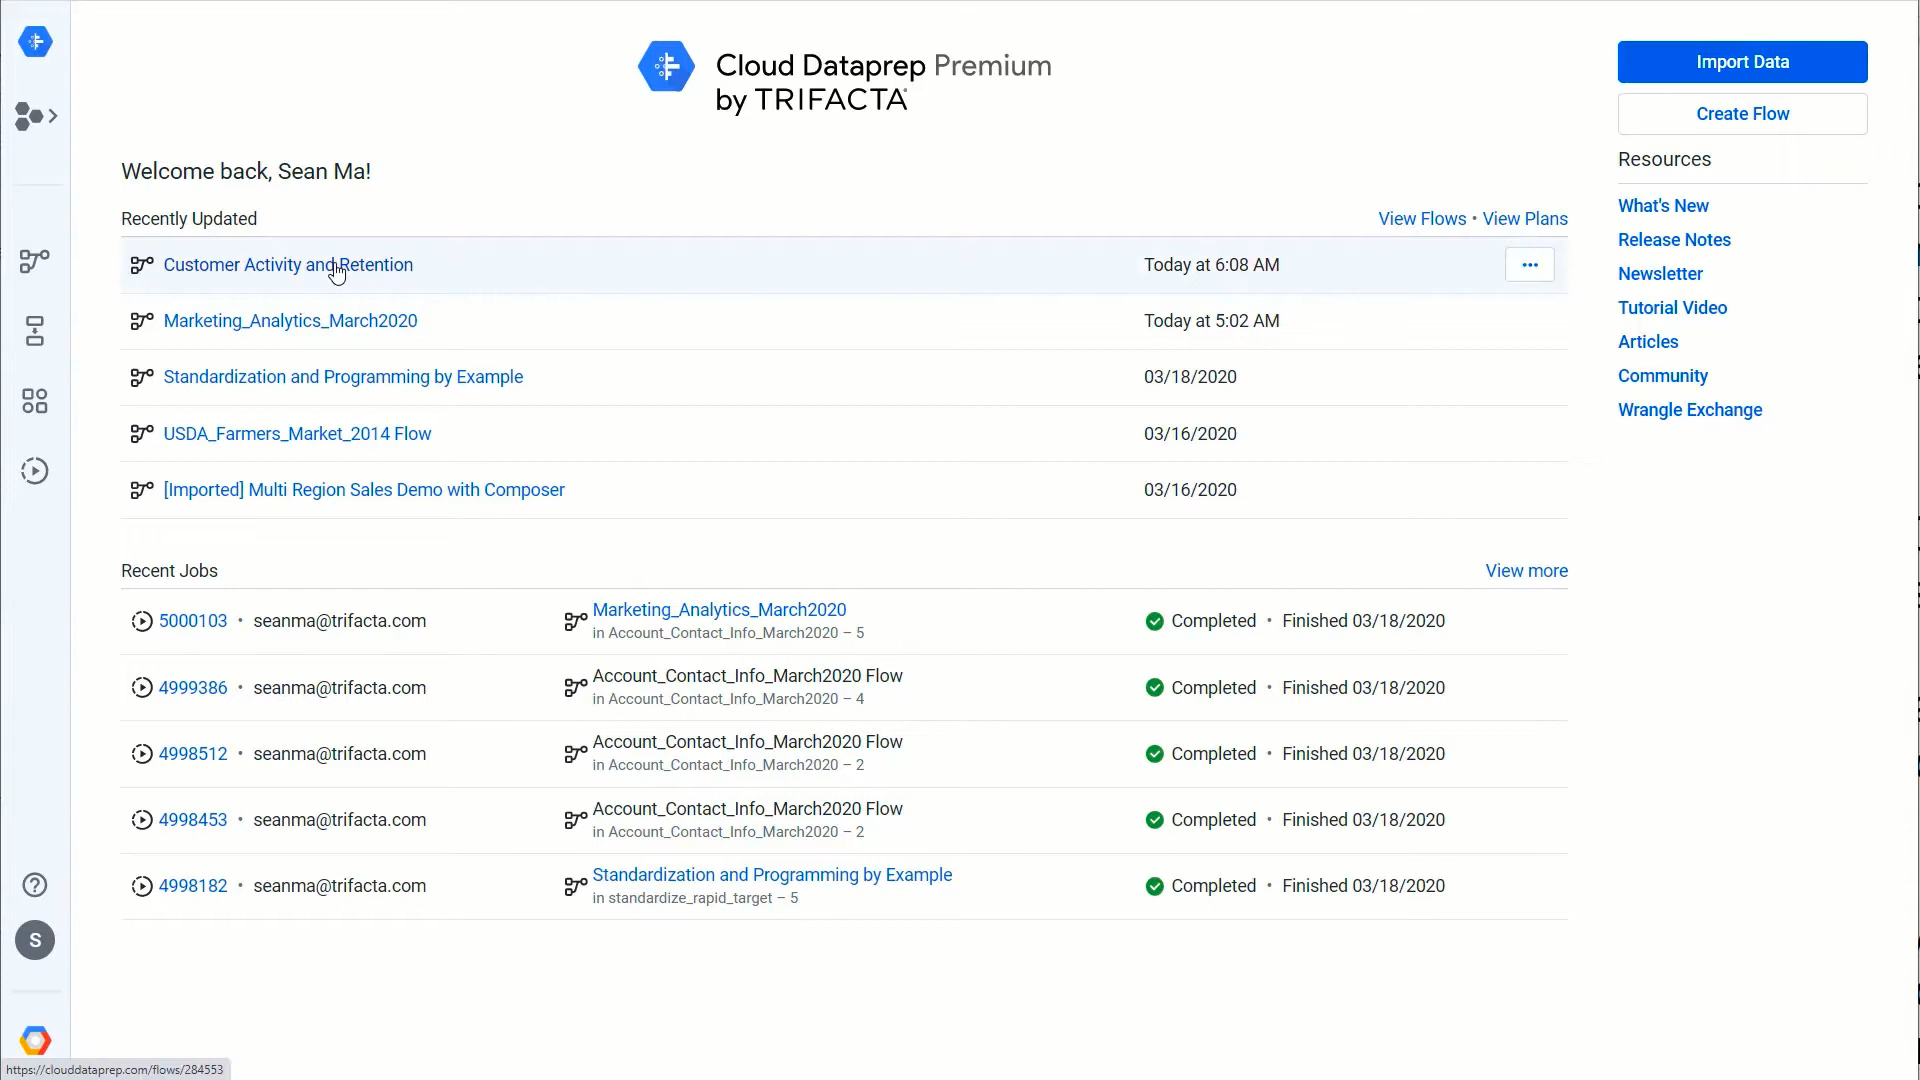 Cloud Dataprep Premium
by TRIFACTA
Import Data
Create Flow
Resources
What's New
Release Notes
Newsletter
Tutorial Video
Articles
Community
Wrangle Exchange
Welcome back, Sean Ma!
Recently Updated View Flows • View Plans
Customer Activity and Retention Today at 6:08 AM
Marketing_Analytics_March2020 Today at 5:02 AM
Standardization and Programming by Example 03/18/2020
USDA_Farmers_Market_2014 Flow 03/16/2020
[Imported] Multi Region Sales Demo with Composer 03/16/2020
Recent Jobs View more
5000103 • seanma@trifacta.com Marketing_Analytics_March2020 Completed • Finished 03/18/2020
in Account_Contact_Info_March2020 – 5
4999386 • seanma@trifacta.com Account_Contact_Info_March2020 Flow Completed • Finished 03/18/2020
in Account_Contact_Info_March2020 – 4
4998512 • seanma@trifacta.com Account_Contact_Info_March2020 Flow Completed • Finished 03/18/2020
in Account_Contact_Info_March2020 – 2
4998453 • seanma@trifacta.com Account_Contact_Info_March2020 Flow Completed • Finished 03/18/2020
in Account_Contact_Info_March2020 – 2
4998182 • seanma@trifacta.com Standardization and Programming by Example Completed • Finished 03/18/2020
in standardize_rapid_target – 5
S
https://clouddataprep.com/flows/284553